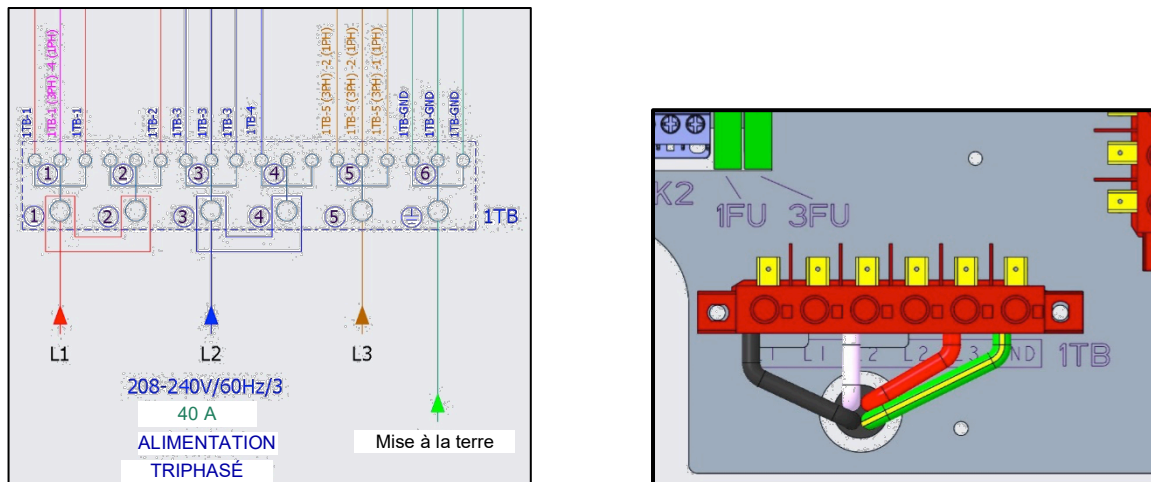 1TB-1
1TB-1 (3PH) -4 (1PH)
1TB-1
1TB-2
1TB-3
1TB-3
1TB-3
1TB-4
1TB-5 (3PH) -2 (1PH)
1TB-5 (3PH) -2 (1PH)
1TB-5 (3PH) -1 (1PH)
1TB-GND
1TB-GND
1TB-GND
1 2 3 4 5 6
1 2 3 4 5 1TB
L1 L2 L3
208-240V/60Hz/3
40 A
ALIMENTATION
TRIPHASÉ
Mise à la terre
K2 1FU 3FU
L1 L2 L2 L3 GND 1TB